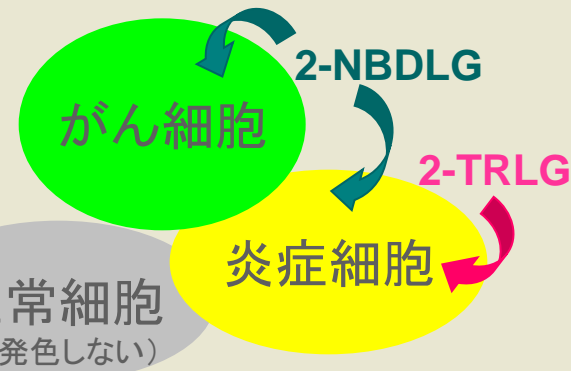 2-NBDLG
がん細胞
2-TRLG
炎症細胞
常細胞
発色しない）